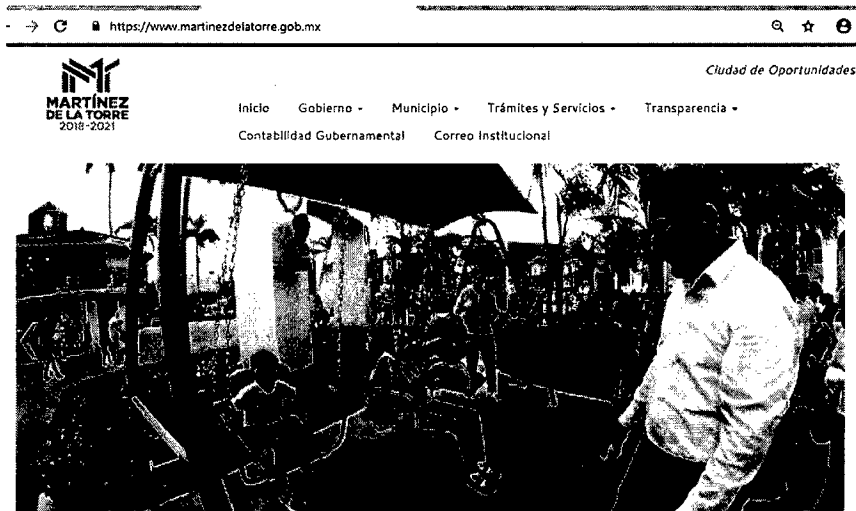 https://www.martinezdelatorre.gob.mx
Ciudad de Oportunidades
MARTÍNEZ
DE LA TORRE
2018-2021
Inicio Gobierno Municipio Trámites y Servicios Transparencia
Contabilidad Gubernamental Correo Institucional